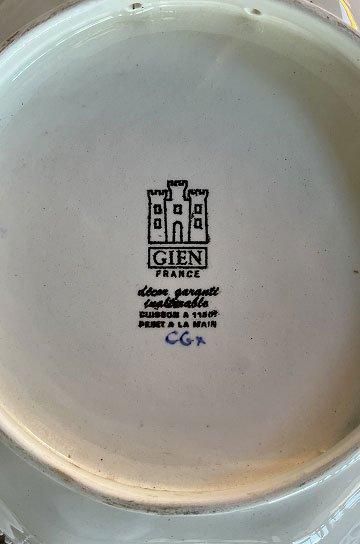 GIEN
FRANCE
décor garanti
inaltérable
CUISSON A 1150°
PEINT A LA MAIN
CGx